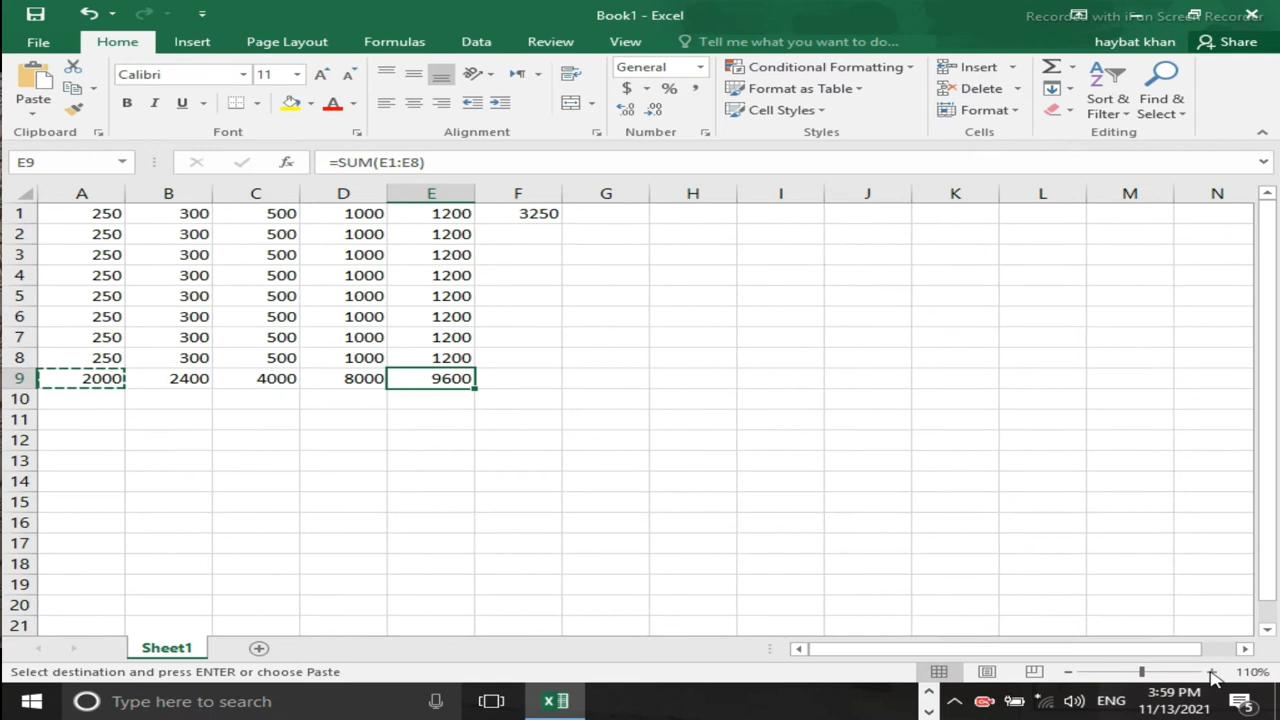 Book1 - Excel
Recorded with iFun Screen Recorder
File Home Insert Page Layout Formulas Data Review View Tell me what you want to do... haybat khan Share
Paste
Clipboard
Calibri 11
B I U A
Font
Alignment
General
$ % ,
Number
Conditional Formatting
Format as Table
Cell Styles
Styles
Insert
Delete
Format
Cells
Sort & Filter
Find & Select
Editing
E9 fx =SUM(E1:E8)
A B C D E F G H I J K L M N
1 250 300 500 1000 1200 3250
2 250 300 500 1000 1200
3 250 300 500 1000 1200
4 250 300 500 1000 1200
5 250 300 500 1000 1200
6 250 300 500 1000 1200
7 250 300 500 1000 1200
8 250 300 500 1000 1200
9 2000 2400 4000 8000 9600
10
11
12
13
14
15
16
17
18
19
20
21
Sheet1
Select destination and press ENTER or choose Paste 110%
Type here to search ENG 3:59 PM
11/13/2021 5